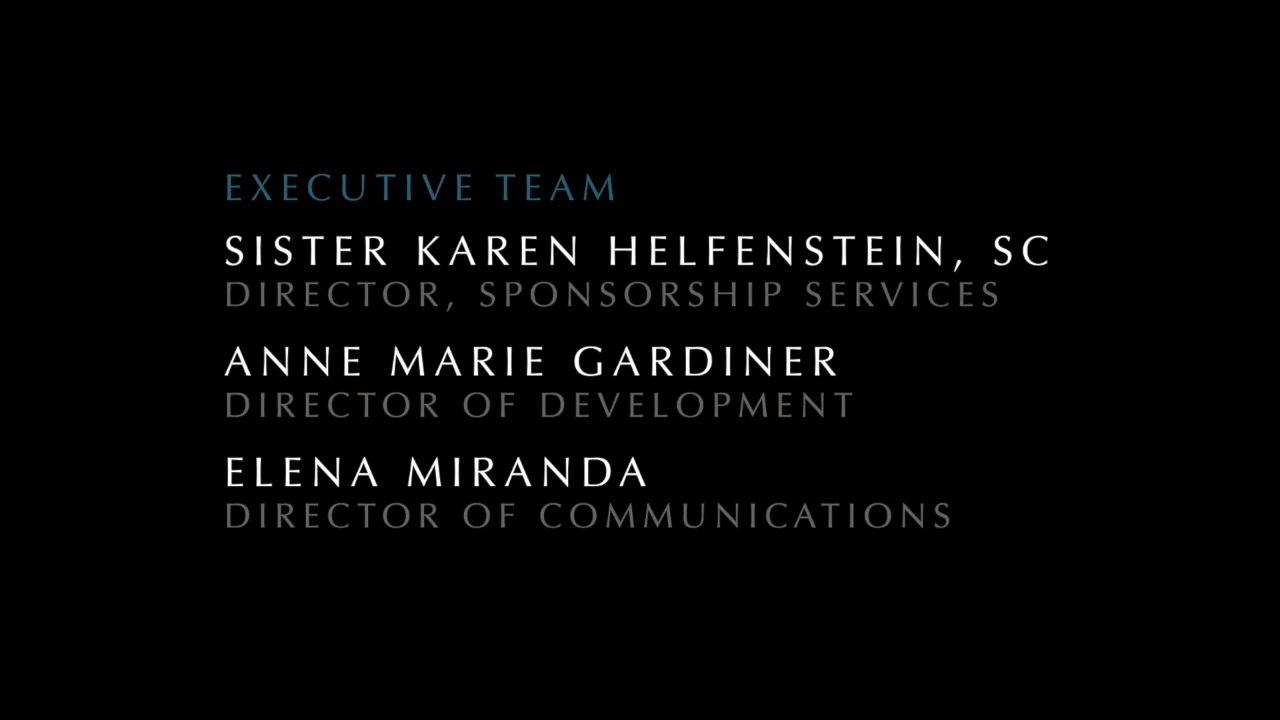 EXECUTIVE TEAM
SISTER KAREN HELFENSTEIN, SC
DIRECTOR, SPONSORSHIP SERVICES
ANNE MARIE GARDINER
DIRECTOR OF DEVELOPMENT
ELENA MIRANDA
DIRECTOR OF COMMUNICATIONS